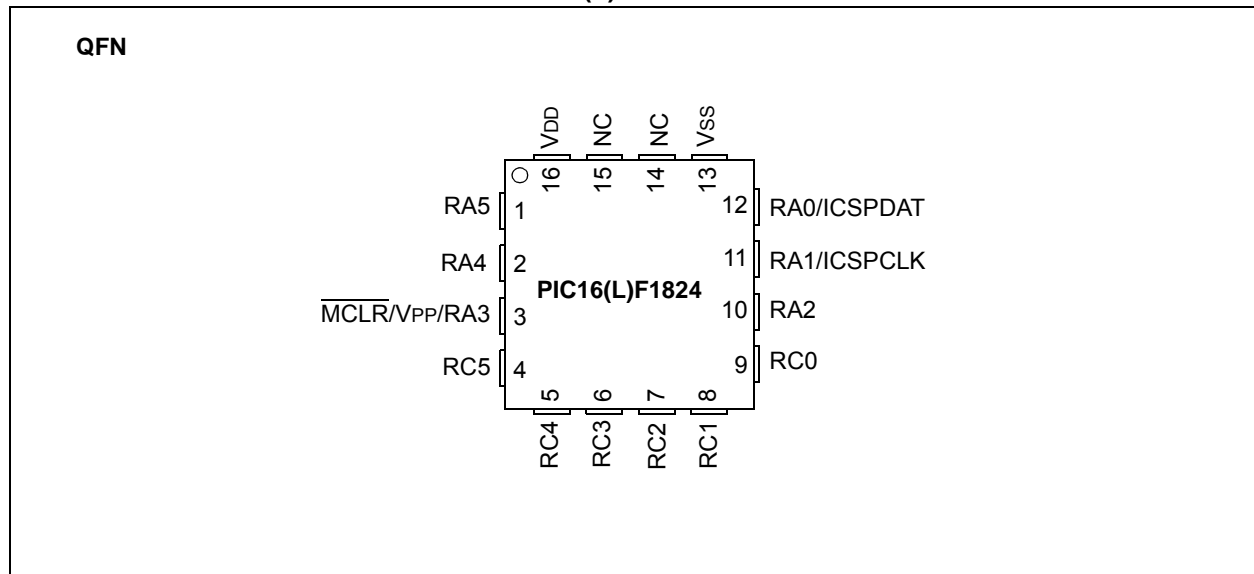 QFN
VDD NC NC VSS
16 15 14 13
RA5 1
12 RA0/ICSPDAT
RA4 2
11 RA1/ICSPCLK
PIC16(L)F1824
MCLR/VPP/RA3 3
10 RA2
RC5 4
9 RC0
5 6 7 8
RC4 RC3 RC2 RC1